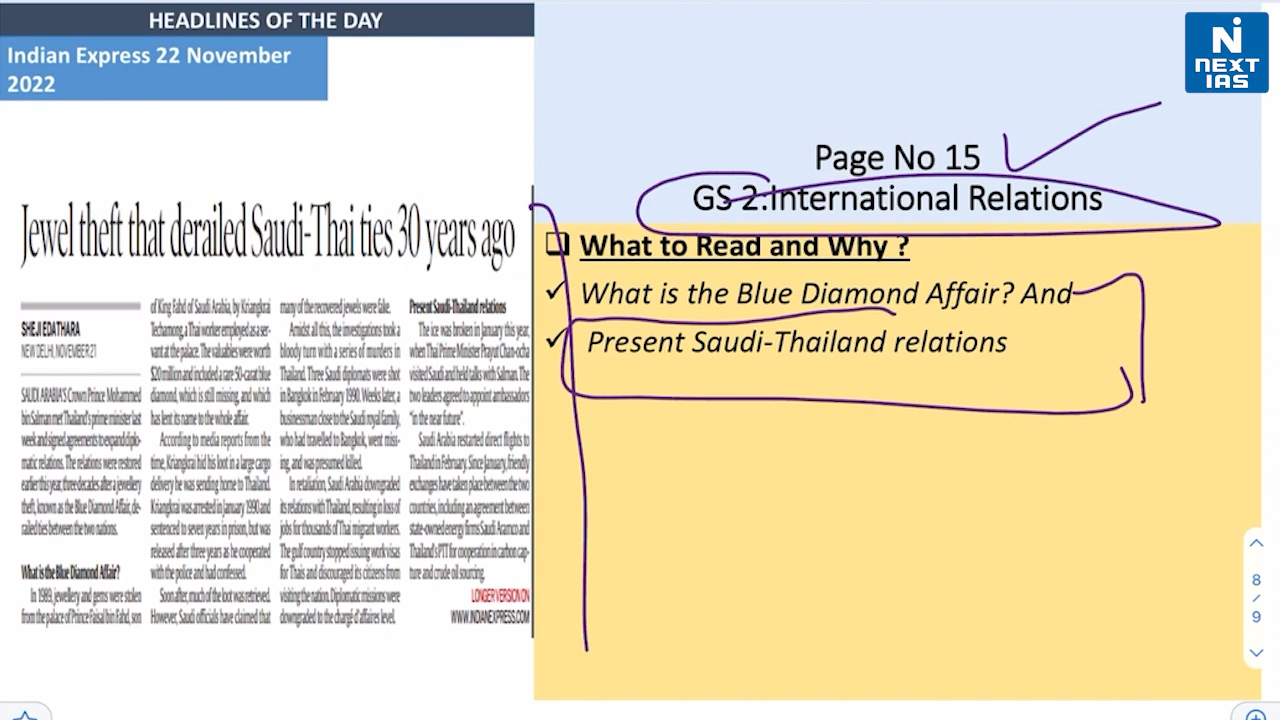 HEADLINES OF THE DAY
Indian Express 22 November
2022
NEXT
IAS
Page No 15
GS 2:International Relations
What to Read and Why ?
What is the Blue Diamond Affair? And
Present Saudi-Thailand relations
Jewel theft that derailed Saudi-Thai ties 30 years ago
SHEJI EDATHARA
NEW DELHI, NOVEMBER 21
SAUDI ARABIA'S Crown Prince Mohammed
bin Salman met Thailand's prime minister last
week and signed agreements to expand diplo-
matic relations. The relations were restored
earlier this year, three decades after a jewellery
theft, known as the Blue Diamond Affair, de-
railed ties between the two nations.
What is the Blue Diamond Affair?
In 1989, jewellery and gems were stolen
from the palace of Prince Faisal bin Fahd, son
of King Fahd of Saudi Arabia, by Kriangkrai
Techamong, a Thai worker employed as a ser-
vant at the palace. The valuables were worth
$20 million and included a rare 50-carat blue
diamond, which is still missing, and which
has lent its name to the whole affair.
According to media reports from the
time, Kriangkrai hid his loot in a large cargo
delivery he was sending home to Thailand.
Kriangkrai was arrested in January 1990 and
sentenced to seven years in prison, but was
released after three years as he cooperated
with the police and had confessed.
Soon after, much of the loot was retrieved.
However, Saudi officials have claimed that
many of the recovered jewels were fake.
Amidst all this, the investigations took a
bloody turn with a series of murders in
Thailand. Three Saudi diplomats were shot
in Bangkok in February 1990. Weeks later, a
businessman close to the Saudi royal family,
who had travelled to Bangkok, went miss-
ing, and was presumed killed.
In retaliation, Saudi Arabia downgraded
its relations with Thailand, resulting in loss of
jobs for thousands of Thai migrant workers.
The gulf country stopped issuing work visas
for Thais and discouraged its citizens from
visiting the nation. Diplomatic missions were
downgraded to the chargé d'affaires level.
Present Saudi-Thailand relations
The ice was broken in January this year,
when Thai Prime Minister Prayut Chan-ocha
visited Saudi and held talks with Salman. The
two leaders agreed to appoint ambassadors
"in the near future".
Saudi Arabia restarted direct flights to
Thailand in February. Since January, friendly
exchanges have taken place between the two
countries, including an agreement between
state-owned energy firms Saudi Aramco and
Thailand's PTT for cooperation in carbon cap-
ture and crude oil sourcing.
LONGER VERSION ON
WWW.INDIANEXPRESS.COM
8
/
9